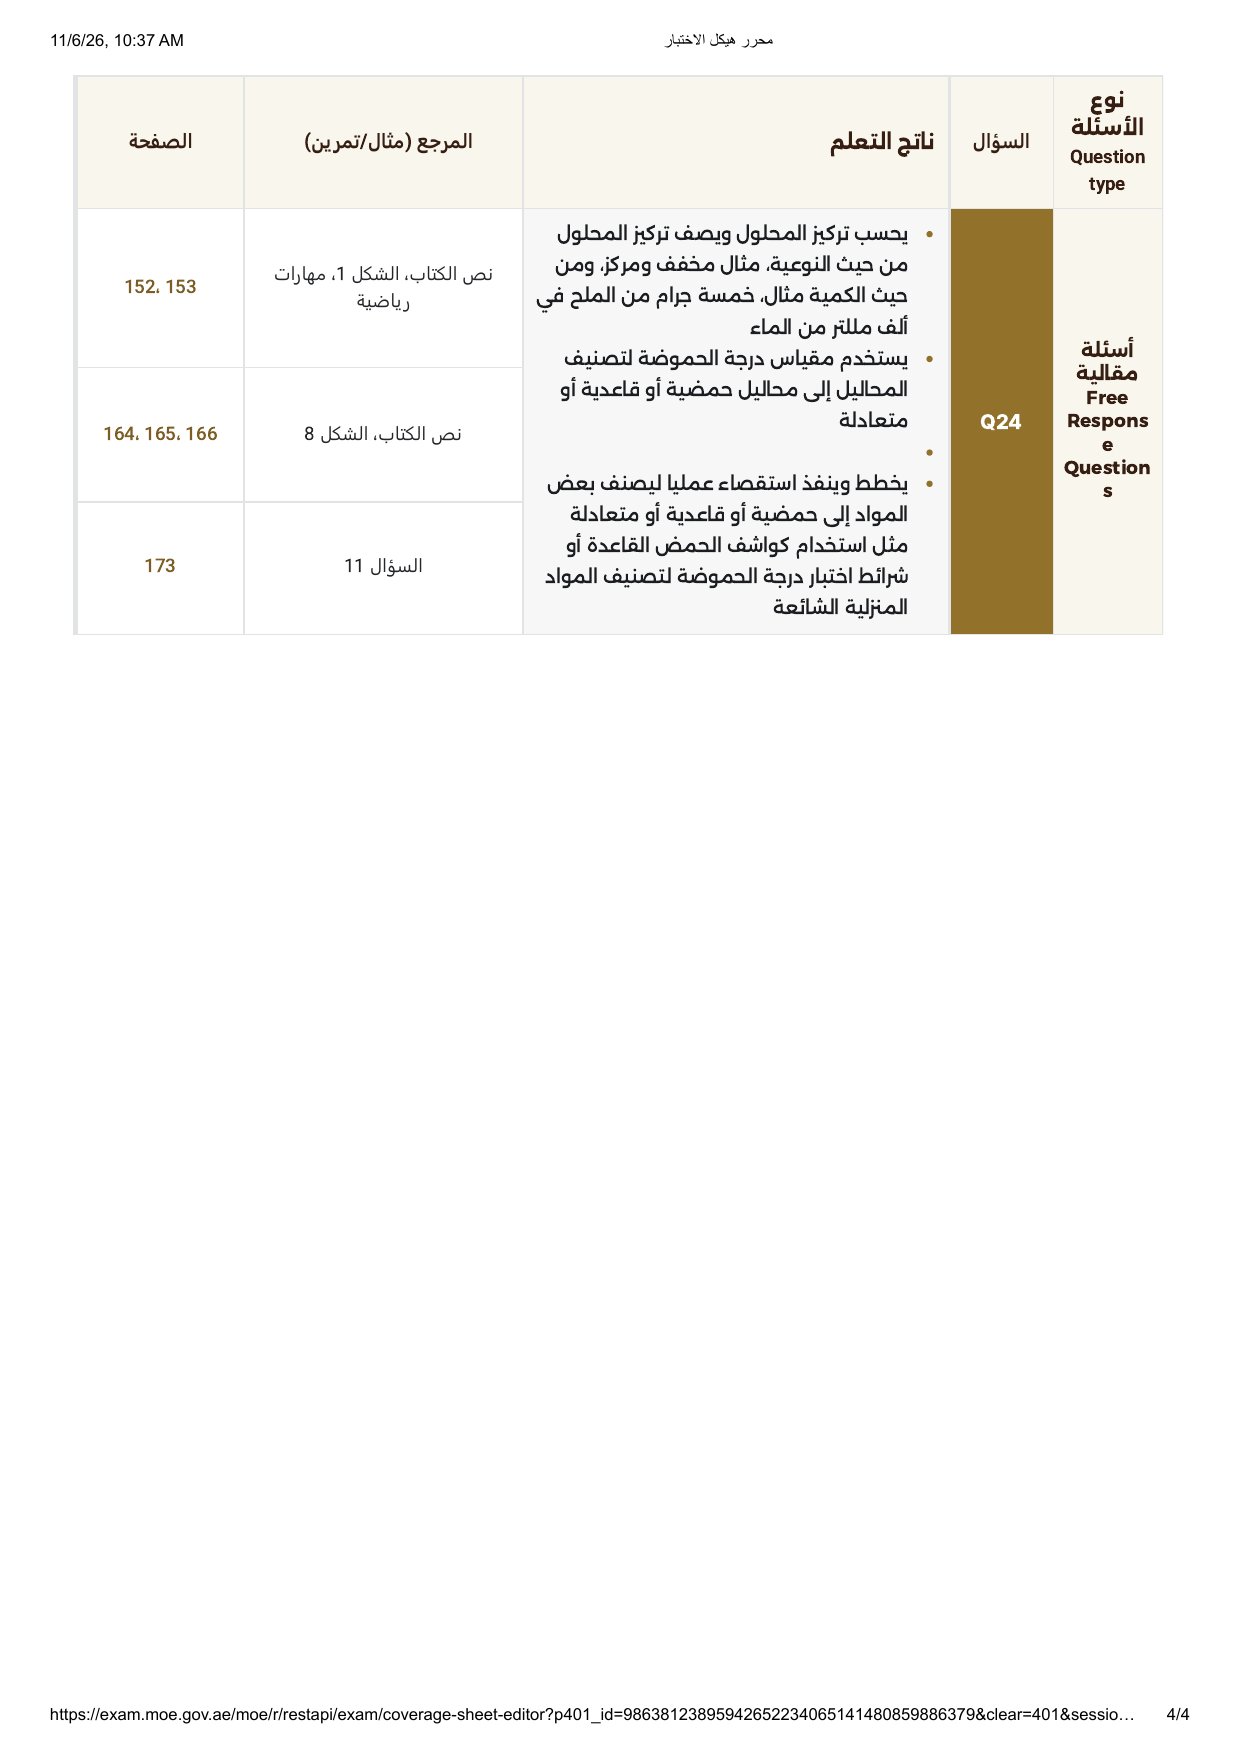 11/6/26, 10:37 AM
محرر هيكل الاختبار
نوع
الأسئلة
Question
type
السؤال
ناتج التعلم
المرجع (مثال/تمرين)
الصفحة
أسئلة
مقالية
Free
Respons
e
Question
s
Q24
• يحسب تركيز المحلول ويصف تركيز المحلول
من حيث النوعية، مثال مخفف ومركز، ومن
حيث الكمية مثال، خمسة جرام من الملح في
ألف مللتر من الماء
• يستخدم مقياس درجة الحموضة لتصنيف
المحاليل إلى محاليل حمضية أو قاعدية أو
متعادلة
•
• يخطط وينفذ استقصاء عمليا ليصنف بعض
المواد إلى حمضية أو قاعدية أو متعادلة
مثل استخدام كواشف الحمض القاعدة أو
شرائط اختبار درجة الحموضة لتصنيف المواد
المنزلية الشائعة
نص الكتاب، الشكل 1، مهارات
رياضية
152، 153
نص الكتاب، الشكل 8
164، 165، 166
السؤال 11
173
https://exam.moe.gov.ae/moe/r/restapi/exam/coverage-sheet-editor?p401_id=98638123895942652234065141480859886379&clear=401&sessio…
4/4